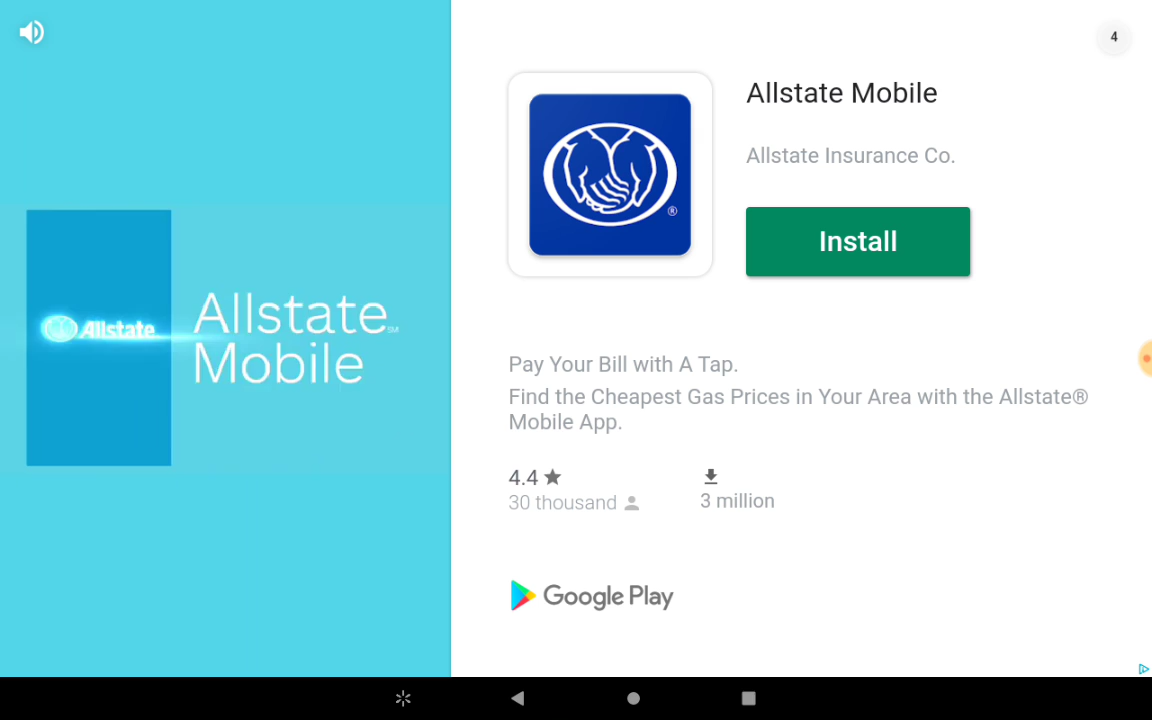 4
Allstate Mobile
Allstate Insurance Co.
®
Install
Allstate
Allstate℠
Mobile
Pay Your Bill with A Tap.
Find the Cheapest Gas Prices in Your Area with the Allstate®
Mobile App.
4.4
30 thousand
3 million
Google Play